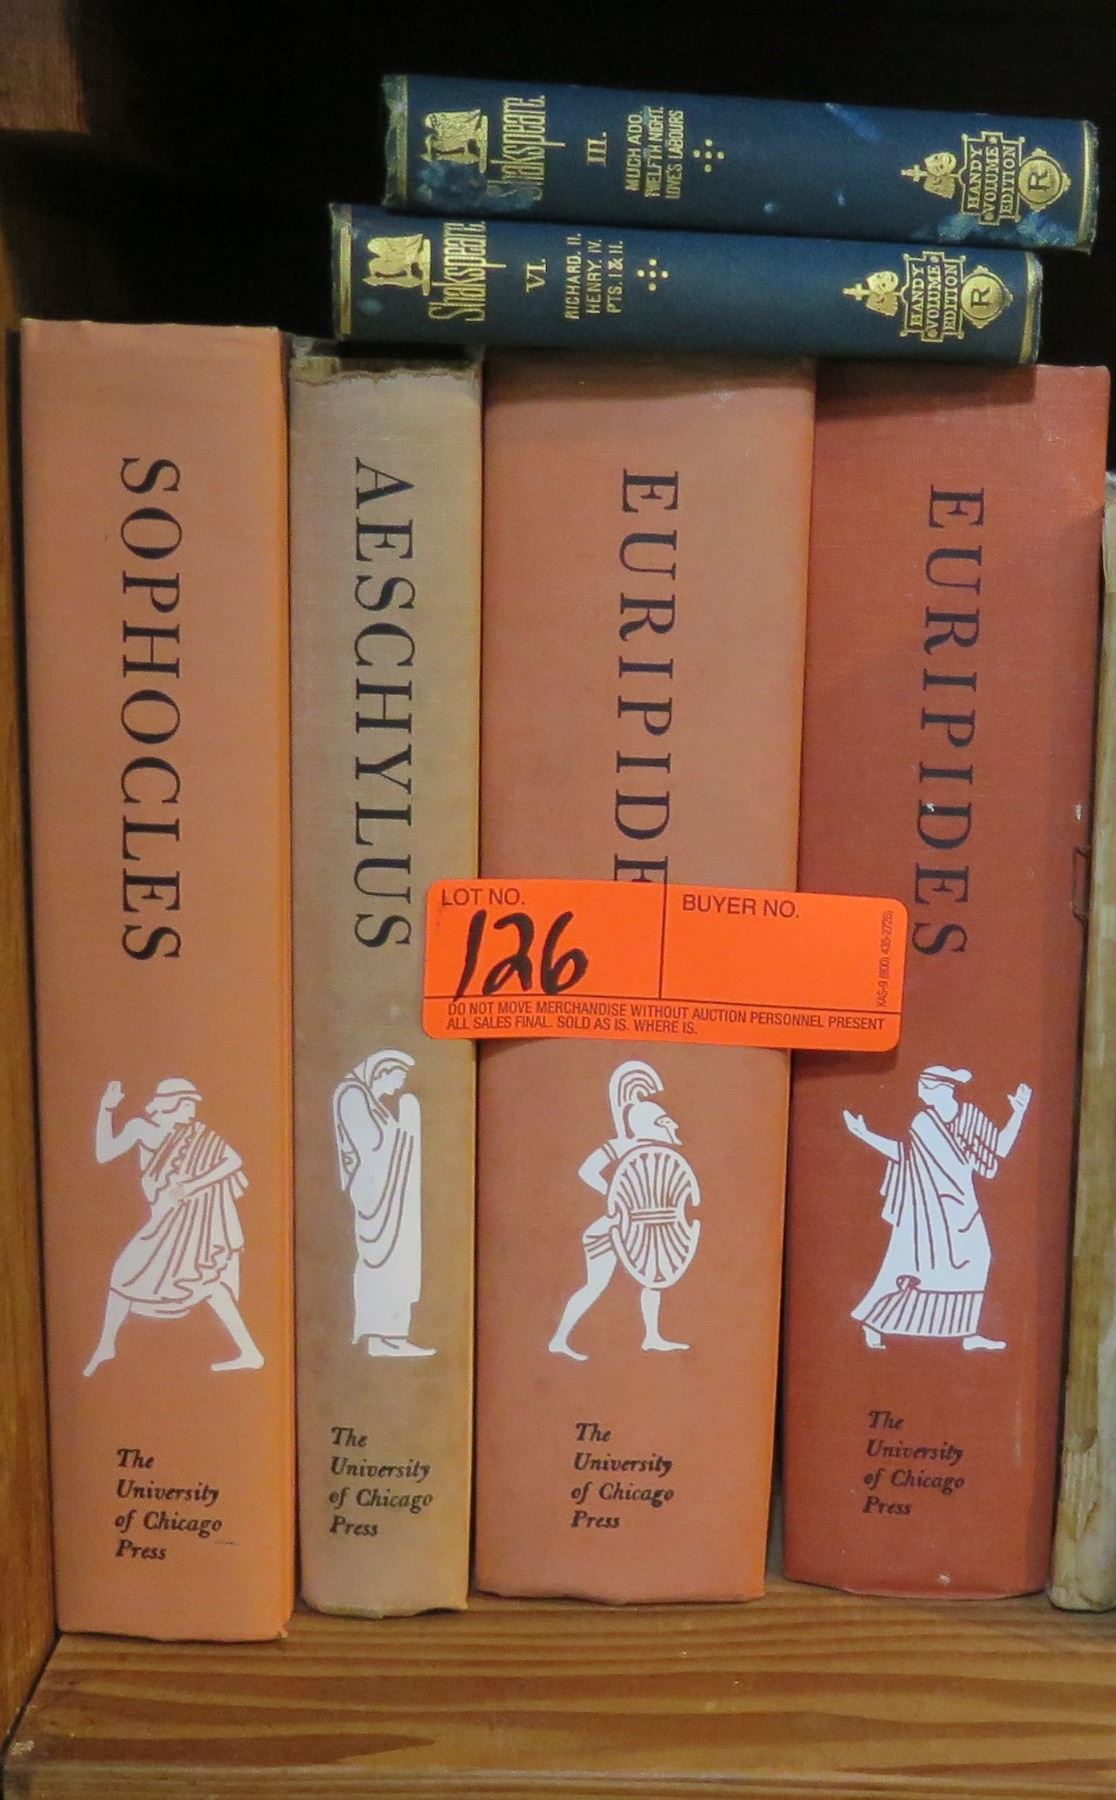 Shakspeare.
III.
MUCH ADO.
TWELFTH NIGHT.
LOVE'S LABOURS
HANDY
VOLUME
EDITION
R
Shakspeare.
VI.
RICHARD. II.
HENRY. IV.
PTS. I & II.
HANDY
VOLUME
EDITION
R
SOPHOCLES
The
University
of Chicago
Press
AESCHYLUS
The
University
of Chicago
Press
EURIPIDE
The
University
of Chicago
Press
EURIPIDES
The
University
of Chicago
Press
LOT NO.
126
BUYER NO.
DO NOT MOVE MERCHANDISE WITHOUT AUCTION PERSONNEL PRESENT
ALL SALES FINAL. SOLD AS IS. WHERE IS.